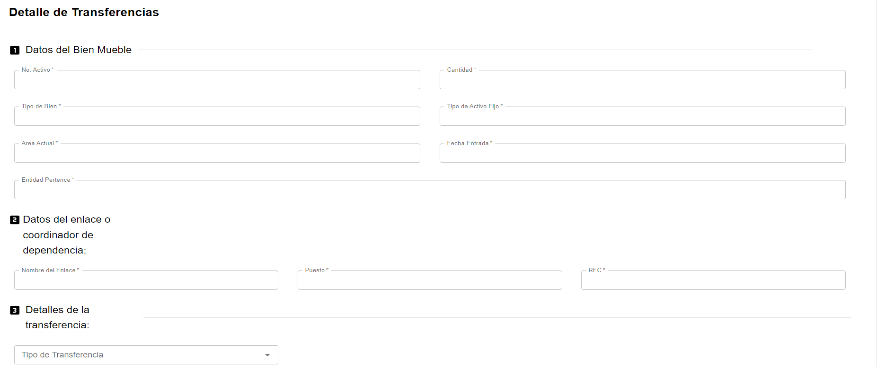 Detalle de Transferencias
1 Datos del Bien Mueble
No. Activo * Cantidad *
Tipo de Bien * Tipo de Activo Fijo *
Area Actual * Fecha Entrada *
Entidad Pertence *
2 Datos del enlace o
coordinador de
dependencia:
Nombre del Enlace * Puesto * RFC *
3 Detalles de la
transferencia:
Tipo de Transferencia